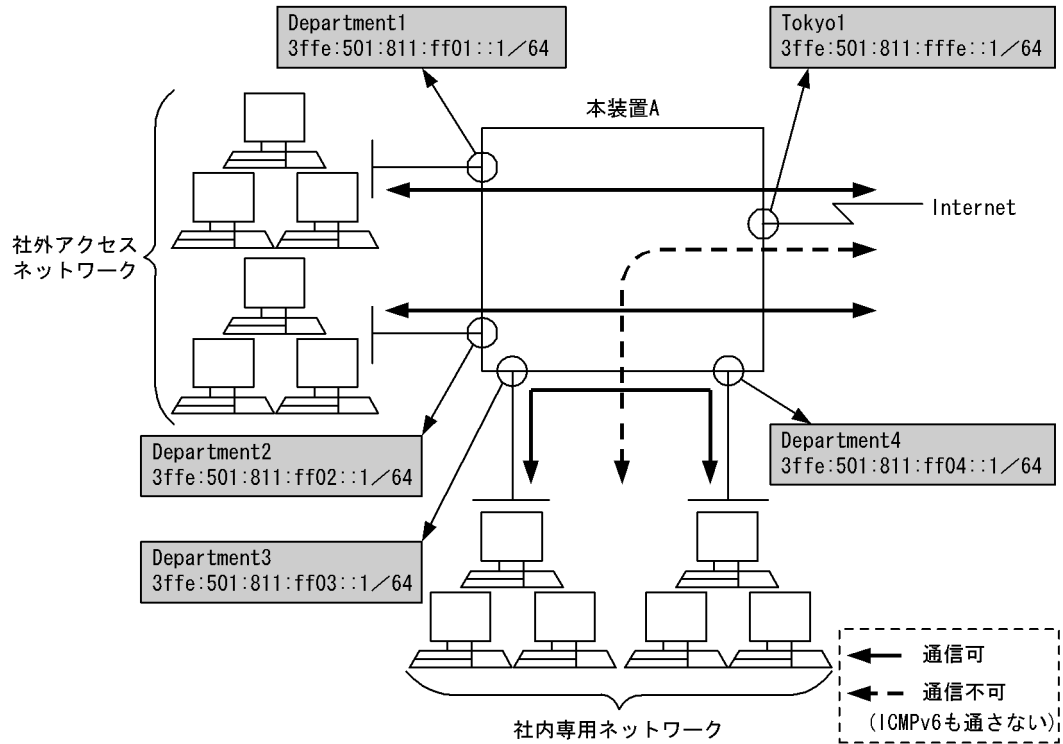 Department1
3ffe:501:811:ff01::1／64
Tokyo1
3ffe:501:811:fffe::1／64
本装置A
Internet
社外アクセス
ネットワーク
Department2
3ffe:501:811:ff02::1／64
Department4
3ffe:501:811:ff04::1／64
Department3
3ffe:501:811:ff03::1／64
通信可
通信不可
(ICMPv6も通さない)
社内専用ネットワーク